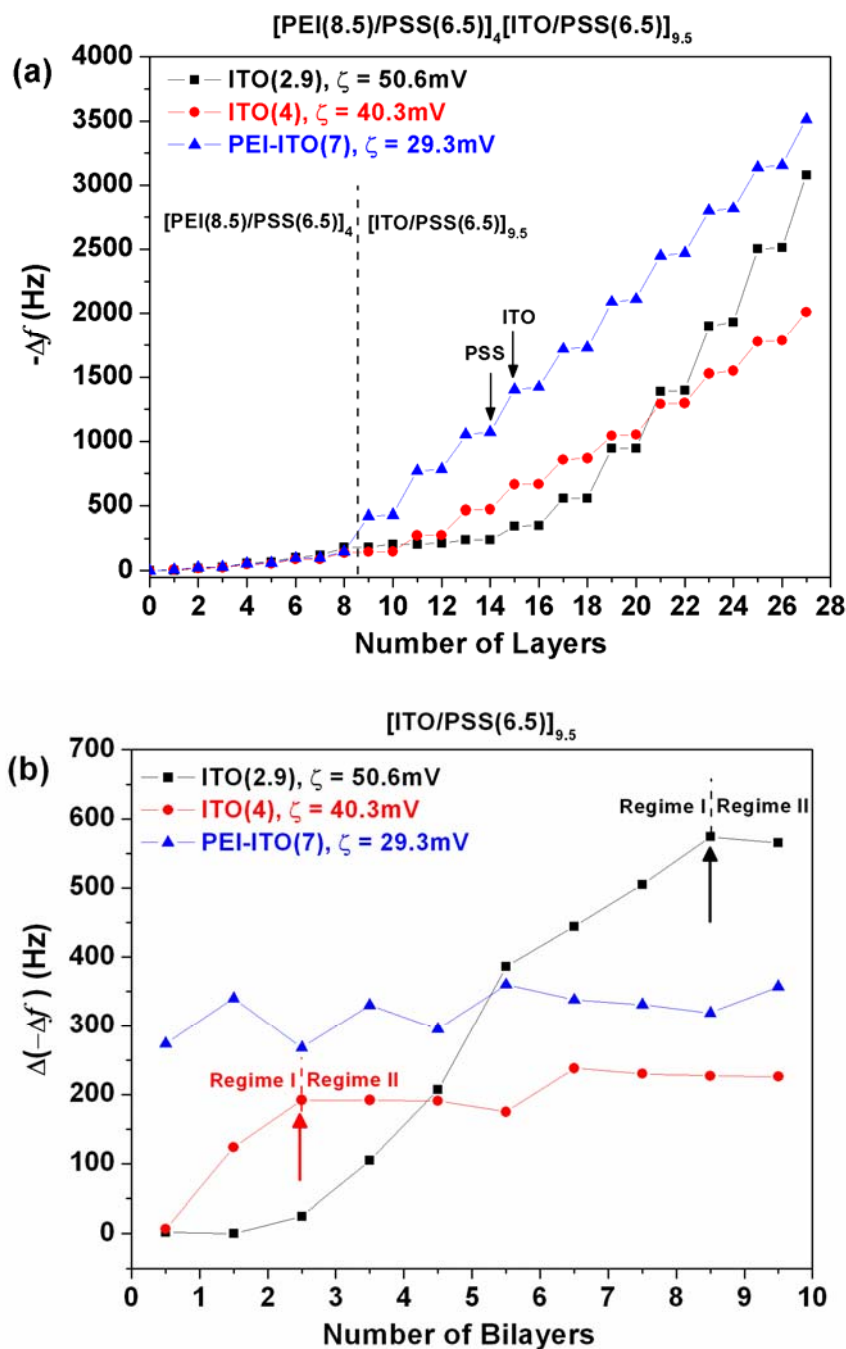 [PEI(8.5)/PSS(6.5)]4[ITO/PSS(6.5)]9.5
(a)
ITO(2.9), ζ = 50.6mV
ITO(4), ζ = 40.3mV
PEI-ITO(7), ζ = 29.3mV
[PEI(8.5)/PSS(6.5)]4 [ITO/PSS(6.5)]9.5
ITO
PSS
4000
3500
3000
2500
2000
1500
1000
500
0
-Δf (Hz)
0 2 4 6 8 10 12 14 16 18 20 22 24 26 28
Number of Layers
[ITO/PSS(6.5)]9.5
(b)
ITO(2.9), ζ = 50.6mV
ITO(4), ζ = 40.3mV
PEI-ITO(7), ζ = 29.3mV
Regime I Regime II
Regime I Regime II
700
600
500
400
300
200
100
0
Δ(-Δf) (Hz)
0 1 2 3 4 5 6 7 8 9 10
Number of Bilayers